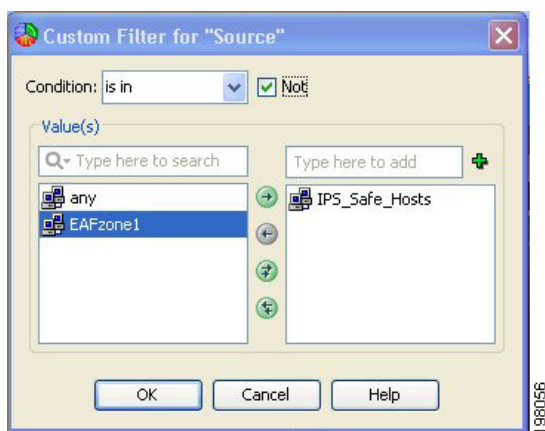 Custom Filter for "Source"
Condition: is in Not
Value(s)
Type here to search
Type here to add
any
IPS_Safe_Hosts
EAFzone1
OK Cancel Help
198056